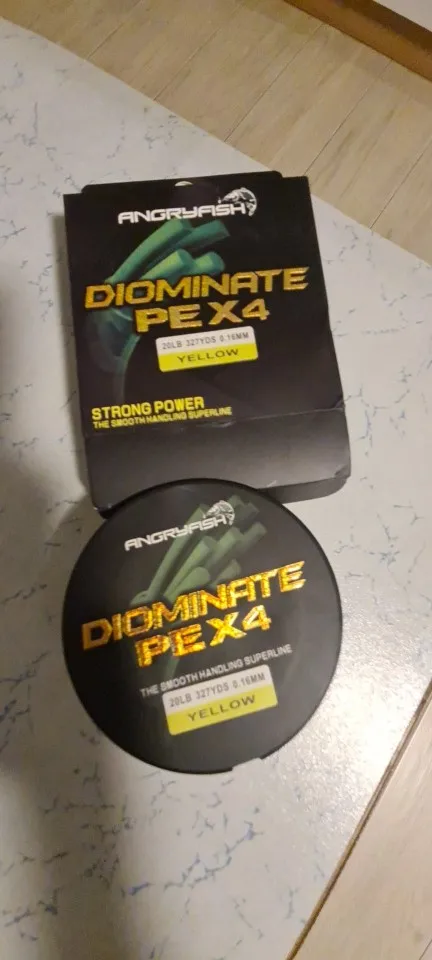 ANGRYFISH
DIOMINATE
PE X4
20LB 327YDS 0.16MM
YELLOW
STRONG POWER
THE SMOOTH HANDLING SUPERLINE
ANGRYFISH
DIOMINATE
PE X4
THE SMOOTH HANDLING SUPERLINE
20LB 327YDS 0.16MM
YELLOW